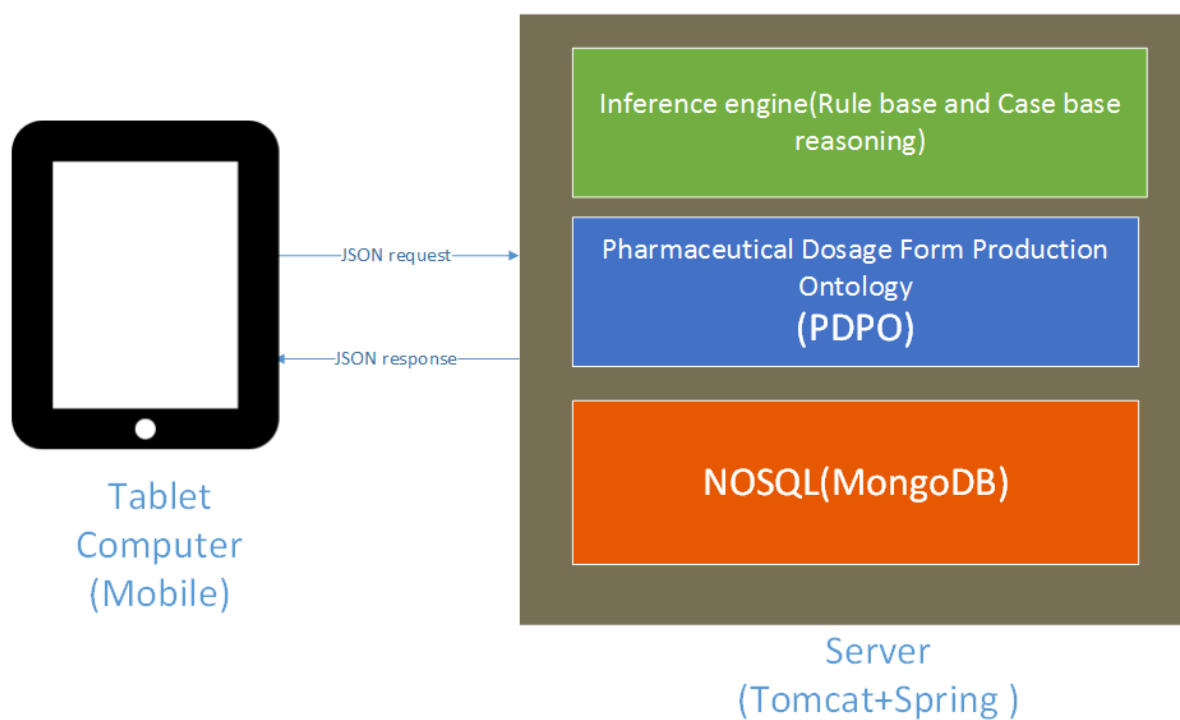 Inference engine(Rule base and Case base
reasoning)
JSON request
Pharmaceutical Dosage Form Production
Ontology
(PDPO)
JSON response
NOSQL(MongoDB)
Tablet
Computer
(Mobile)
Server
(Tomcat+Spring )